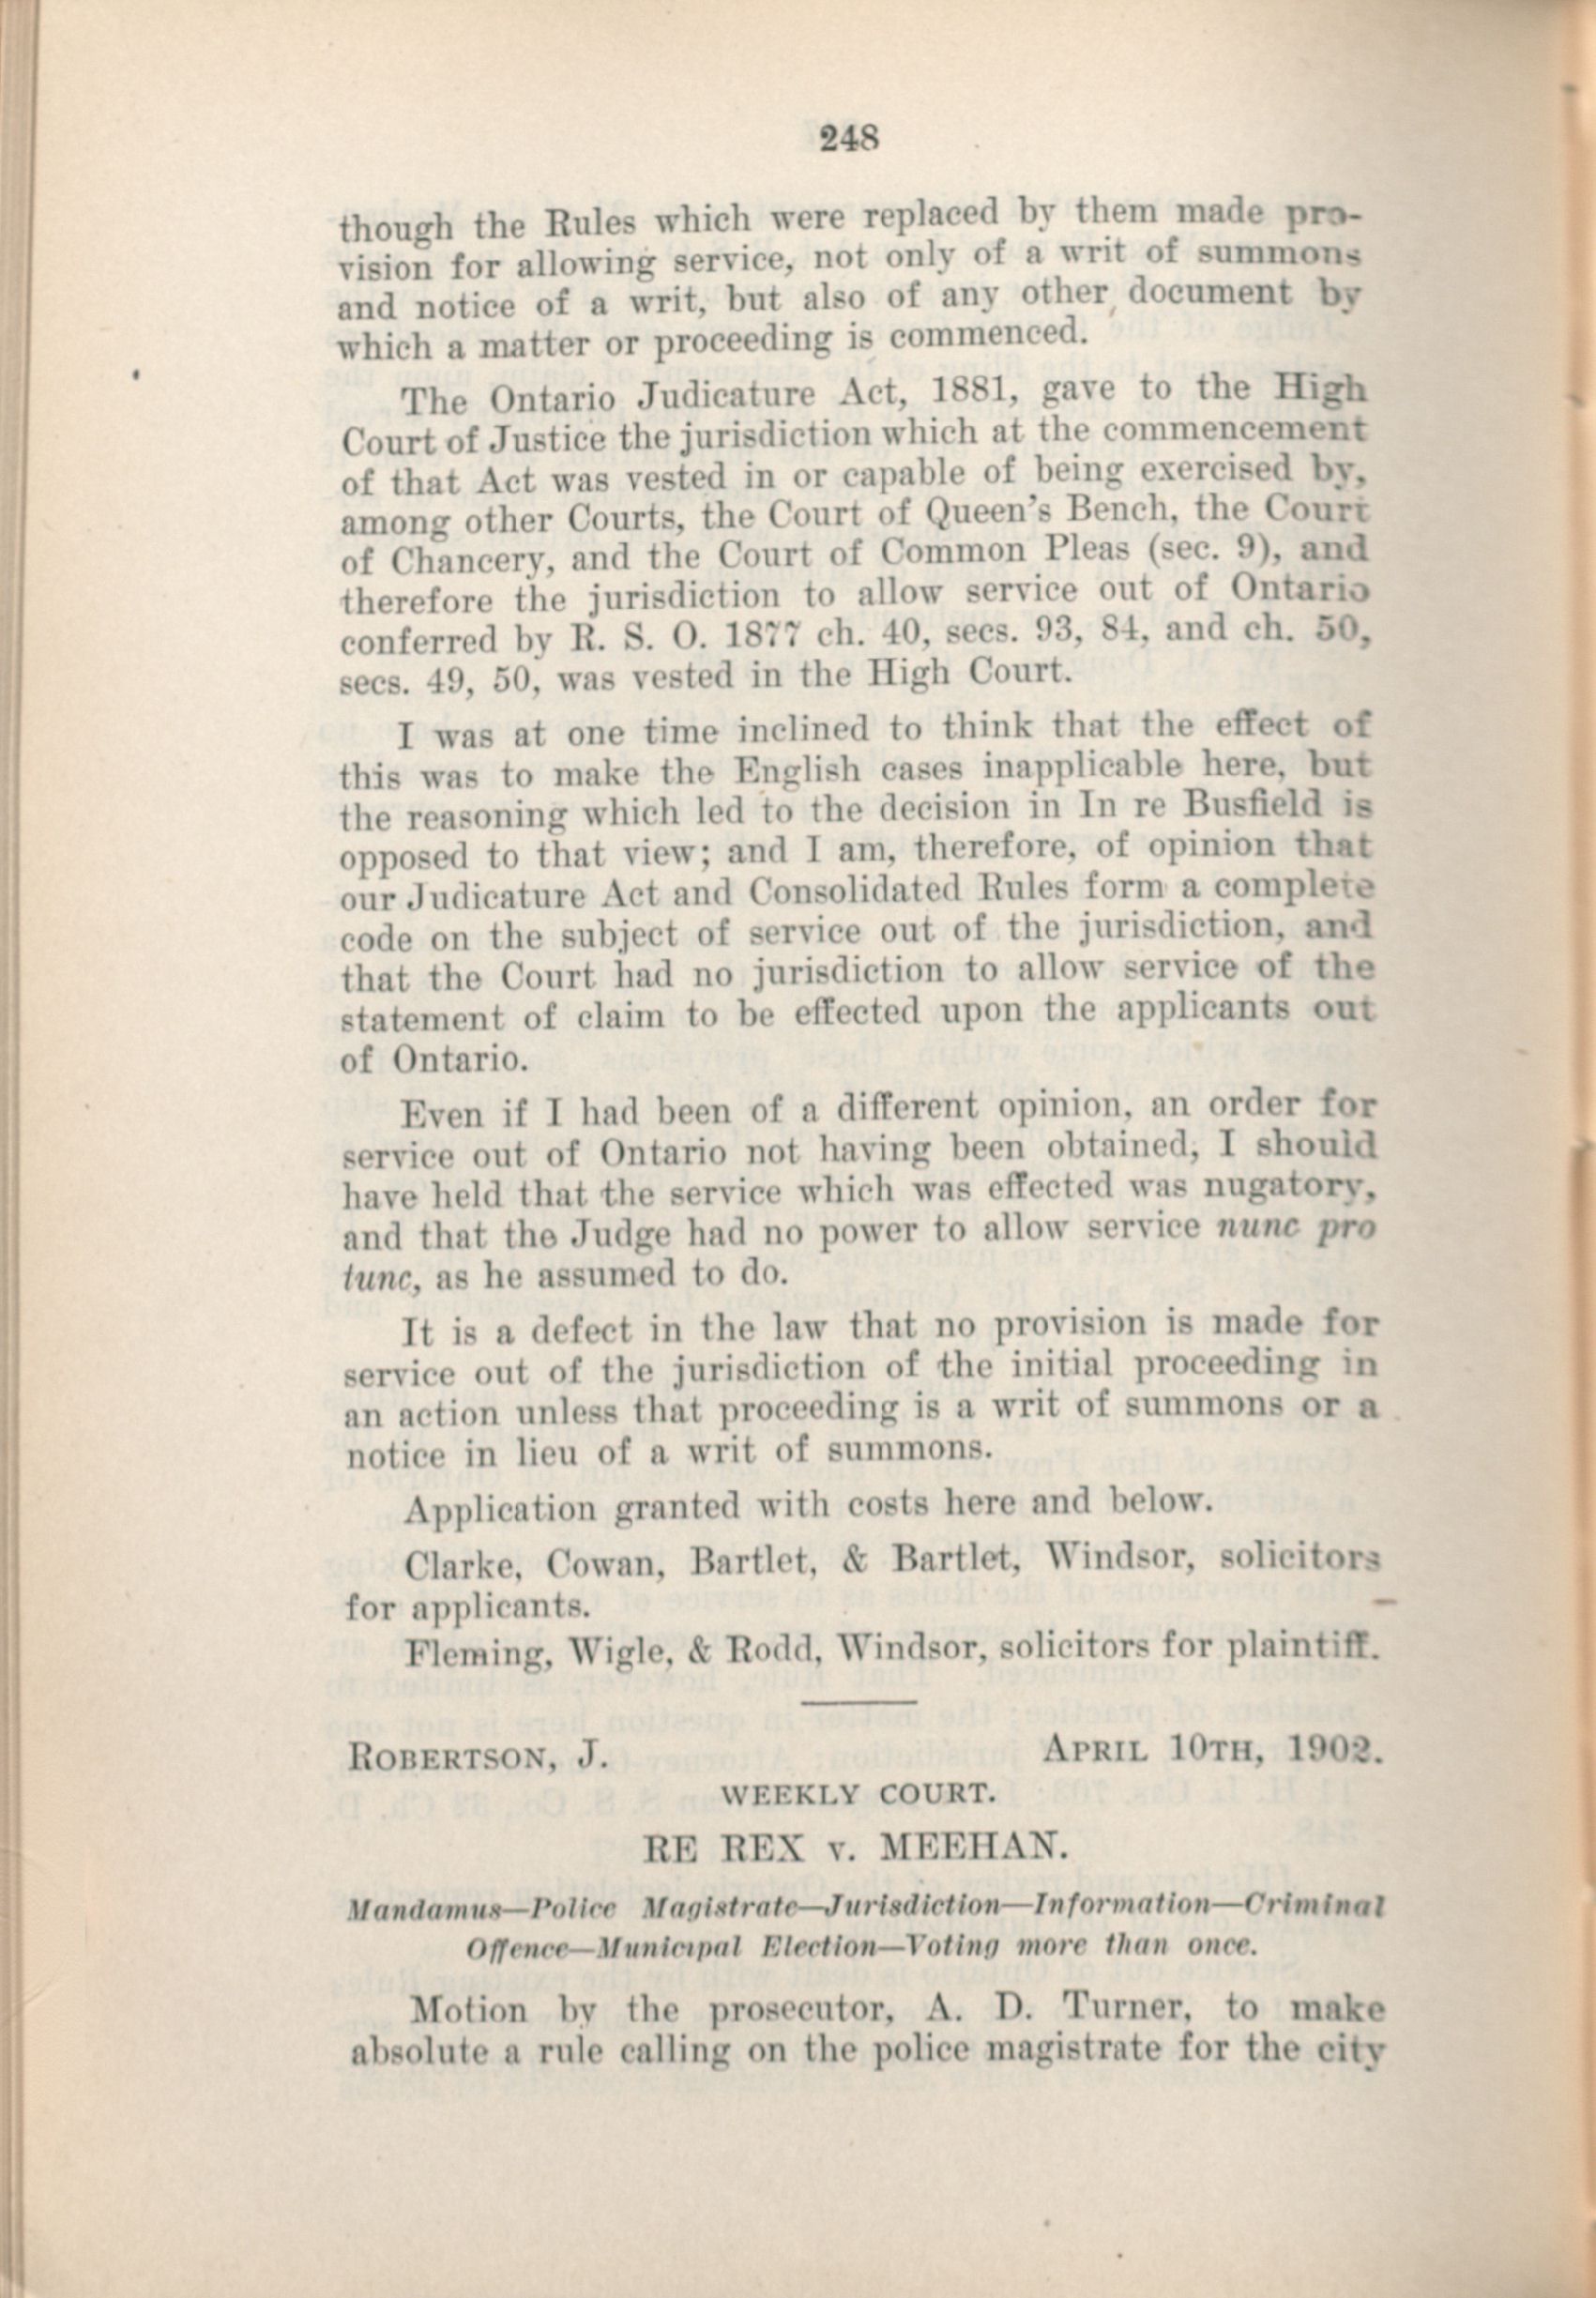 248
though the Rules which were replaced by them made pro-
vision for allowing service, not only of a writ of summons
and notice of a writ, but also of any other document by
which a matter or proceeding is commenced.
The Ontario Judicature Act, 1881, gave to the High
Court of Justice the jurisdiction which at the commencement
of that Act was vested in or capable of being exercised by,
among other Courts, the Court of Queen's Bench, the Court
of Chancery, and the Court of Common Pleas (sec. 9), and
therefore the jurisdiction to allow service out of Ontario
conferred by R. S. O. 1877 ch. 40, secs. 93, 84, and ch. 50,
secs. 49, 50, was vested in the High Court.
I was at one time inclined to think that the effect of
this was to make the English cases inapplicable here, but
the reasoning which led to the decision in In re Busfield is
opposed to that view; and I am, therefore, of opinion that
our Judicature Act and Consolidated Rules form a complete
code on the subject of service out of the jurisdiction, and
that the Court had no jurisdiction to allow service of the
statement of claim to be effected upon the applicants out
of Ontario.
Even if I had been of a different opinion, an order for
service out of Ontario not having been obtained, I should
have held that the service which was effected was nugatory,
and that the Judge had no power to allow service nunc pro
tunc, as he assumed to do.
It is a defect in the law that no provision is made for
service out of the jurisdiction of the initial proceeding in
an action unless that proceeding is a writ of summons or a
notice in lieu of a writ of summons.
Application granted with costs here and below.
Clarke, Cowan, Bartlet, & Bartlet, Windsor, solicitors
for applicants.
Fleming, Wigle, & Rodd, Windsor, solicitors for plaintiff.
ROBERTSON, J. APRIL 10TH, 1902.
WEEKLY COURT.
RE REX v. MEEHAN.
Mandamus—Police Magistrate—Jurisdiction—Information—Criminal
Offence—Municipal Election—Voting more than once.
Motion by the prosecutor, A. D. Turner, to make
absolute a rule calling on the police magistrate for the city